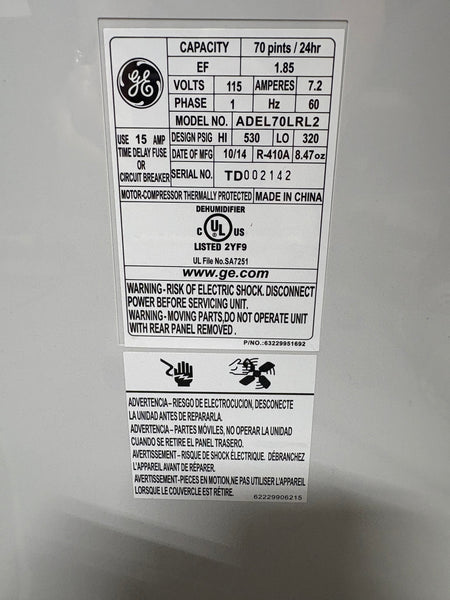 GE
CAPACITY 70 pints / 24hr
EF 1.85
VOLTS 115 AMPERES 7.2
PHASE 1 Hz 60
MODEL NO. ADEL70LRL2
USE 15 AMP
TIME DELAY FUSE
OR
CIRCUIT BREAKER
DESIGN PSIG HI 530 LO 320
DATE OF MFG 10/14 R-410A 8.47oz
SERIAL NO. TD002142
MOTOR-COMPRESSOR THERMALLY PROTECTED MADE IN CHINA
DEHUMIDIFIER
C UL US
LISTED 2YF9
UL File No.SA7251
www.ge.com
WARNING-RISK OF ELECTRIC SHOCK. DISCONNECT
POWER BEFORE SERVICING UNIT.
WARNING-MOVING PARTS,DO NOT OPERATE UNIT
WITH REAR PANEL REMOVED .
P/NO.:63229951692
ADVERTENCIA-RIESGO DE ELECTROCUCION, DESCONECTE
LA UNIDAD ANTES DE REPARARLA.
ADVERTENCIA-PARTES MÓVILES, NO OPERAR LA UNIDAD
CUANDO SE RETIRE EL PANEL TRASERO.
AVERTISSEMENT-RISQUE DE SHOCK ÉLECTRIQUE. DÉBRANCHEZ
L'APPAREIL AVANT DE RÉPARER.
AVERTISSEMENT-PIECES EN MOTION,NE PAS UTILISER L'APPAREIL
LORSQUE LE COUVERCLE EST RÉTIRE.
62229906215